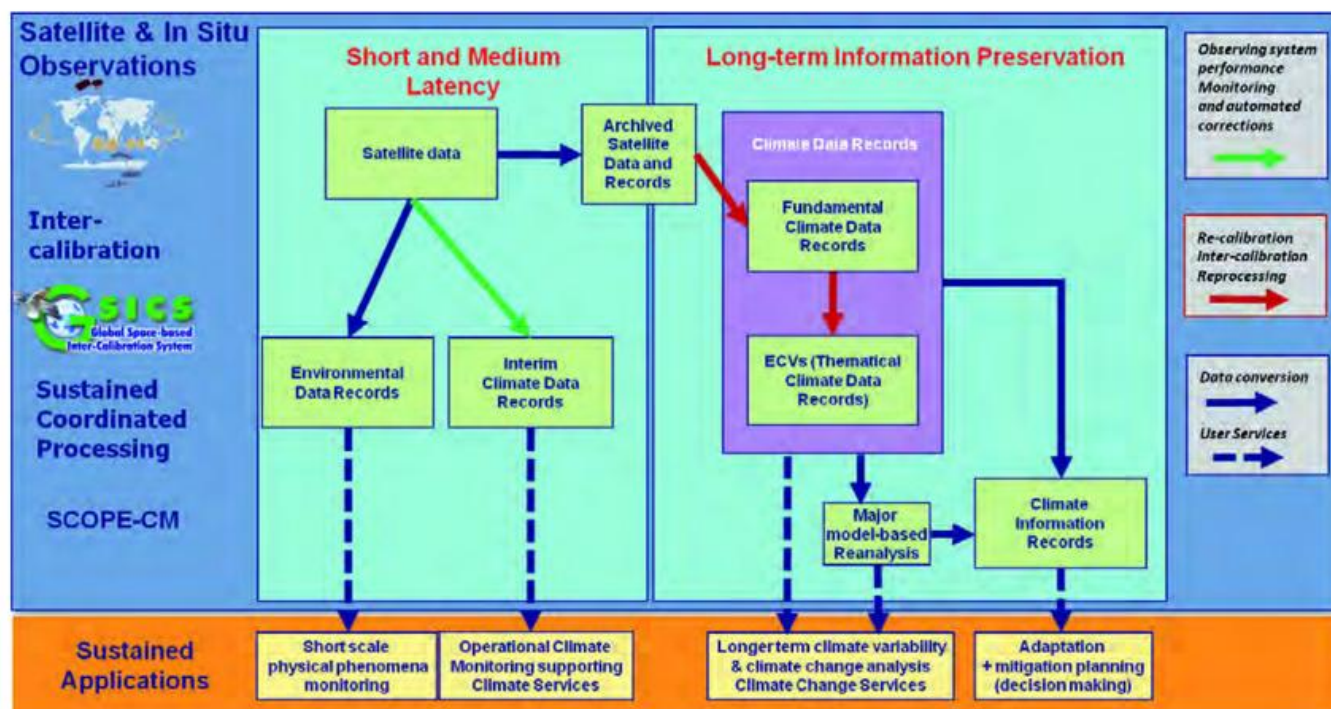 Satellite & In Situ
Observations
Inter-
calibration
GSICS
Global Space-based
Inter-Calibration System
Sustained
Coordinated
Processing
SCOPE-CM
Short and Medium
Latency
Satellite data
Archived
Satellite
Data and
Records
Environmental
Data Records
Interim
Climate Data
Records
Long-term Information Preservation
Climate Data Records
Fundamental
Climate Data
Records
ECVs (Thematical
Climate Data
Records)
Major
model-based
Reanalysis
Climate
Information
Records
Observing system
performance
Monitoring
and automated
corrections
Re-calibration
Inter-calibration
Reprocessing
Data conversion
User Services
Sustained
Applications
Short scale
physical phenomena
monitoring
Operational Climate
Monitoring supporting
Climate Services
Longer term climate variability
& climate change analysis
Climate Change Services
Adaptation
+ mitigation planning
(decision making)